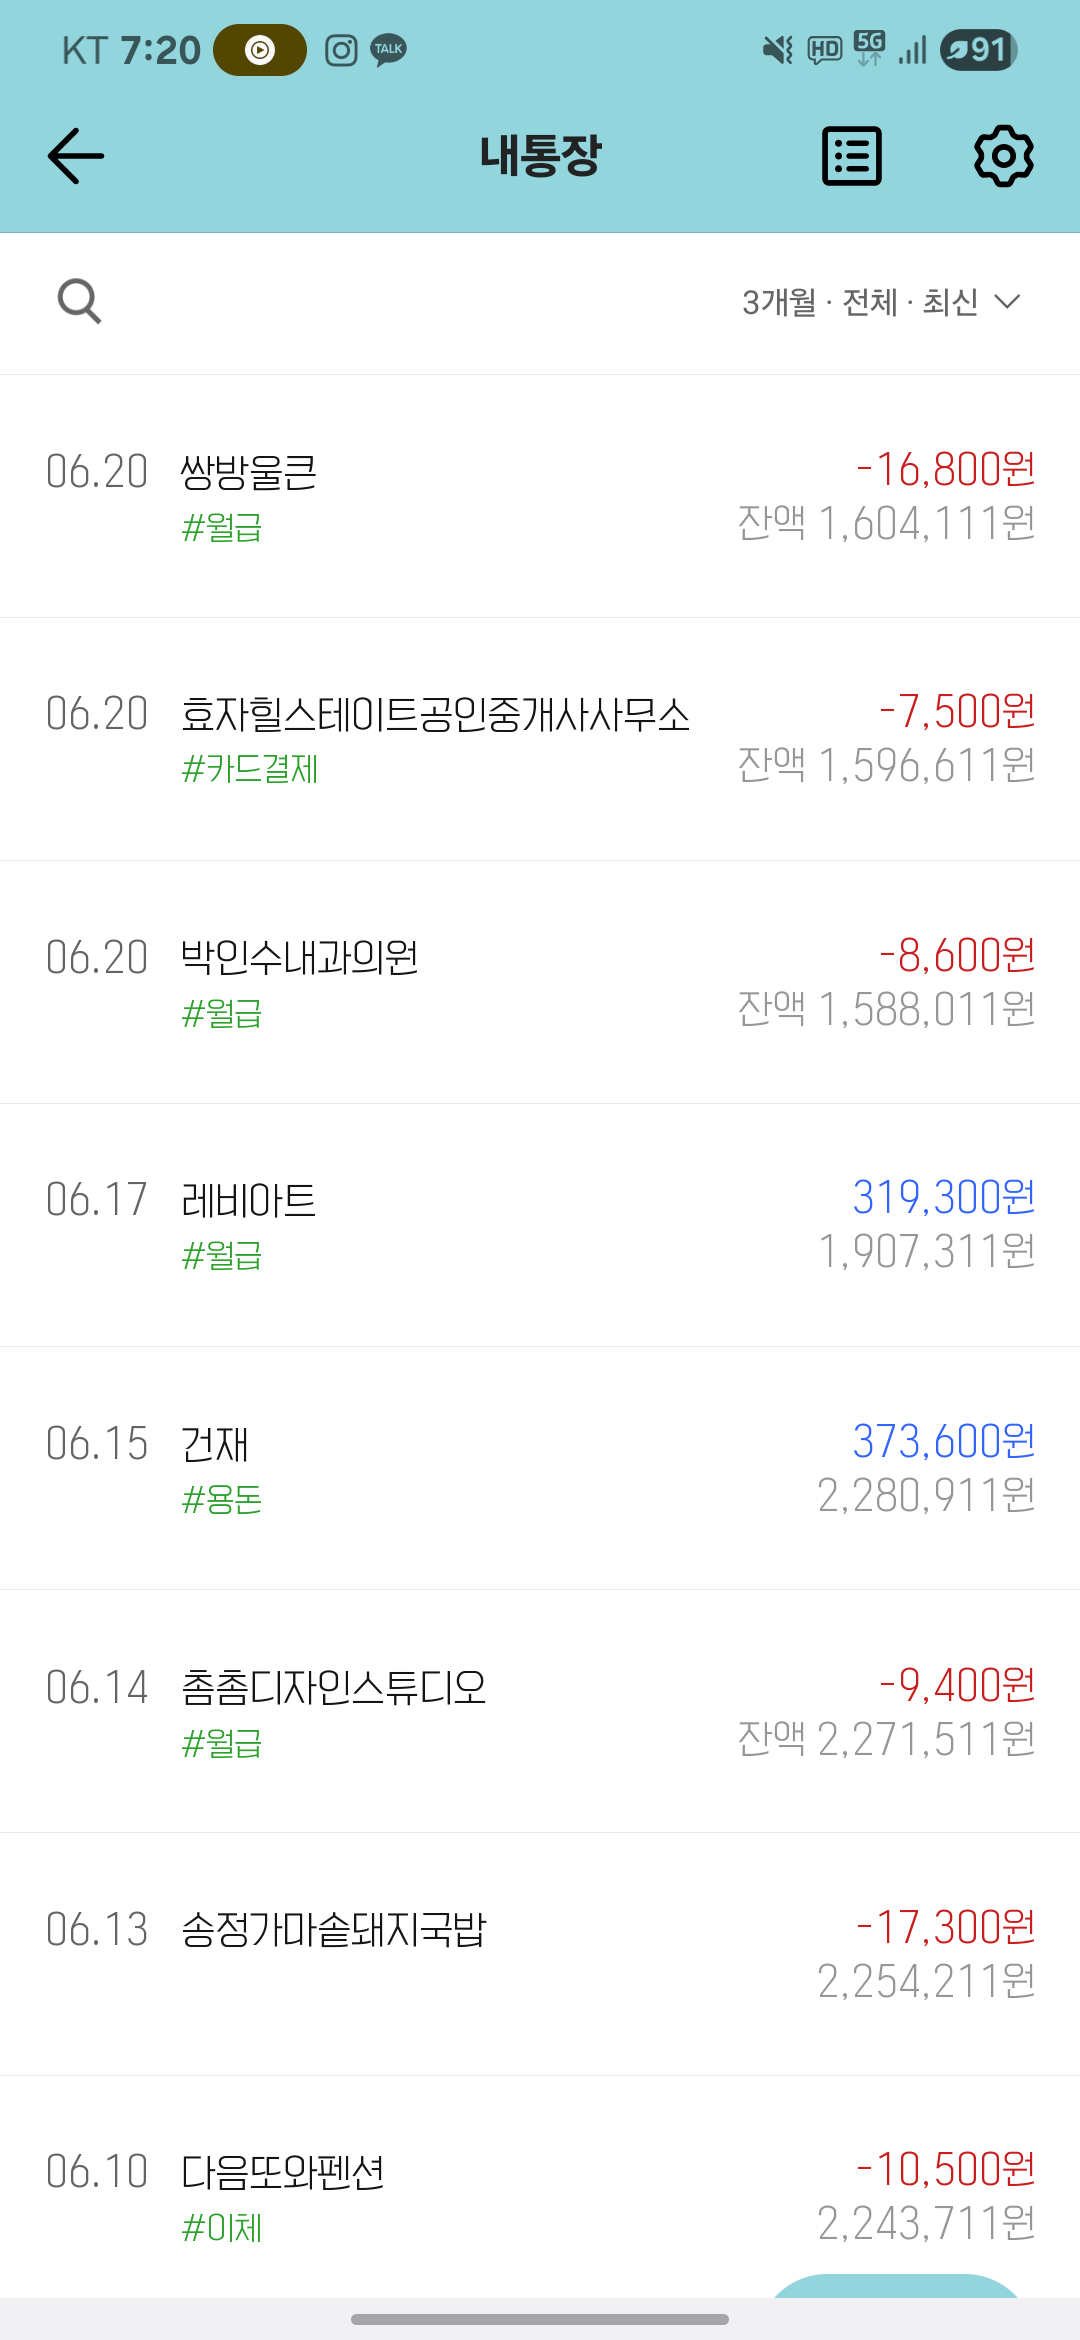 KT 7:20 TALK HD 5G 91
내통장
3개월 · 전체 · 최신
06.20 쌍방울큰 -16,800원
#월급 잔액 1,604,111원
06.20 효자힐스테이트공인중개사사무소 -7,500원
#카드결제 잔액 1,596,611원
06.20 박인수내과의원 -8,600원
#월급 잔액 1,588,011원
06.17 레비아트 319,300원
#월급 1,907,311원
06.15 건재 373,600원
#용돈 2,280,911원
06.14 촘촘디자인스튜디오 -9,400원
#월급 잔액 2,271,511원
06.13 송정가마솥돼지국밥 -17,300원
2,254,211원
06.10 다음또와펜션 -10,500원
#이체 2,243,711원